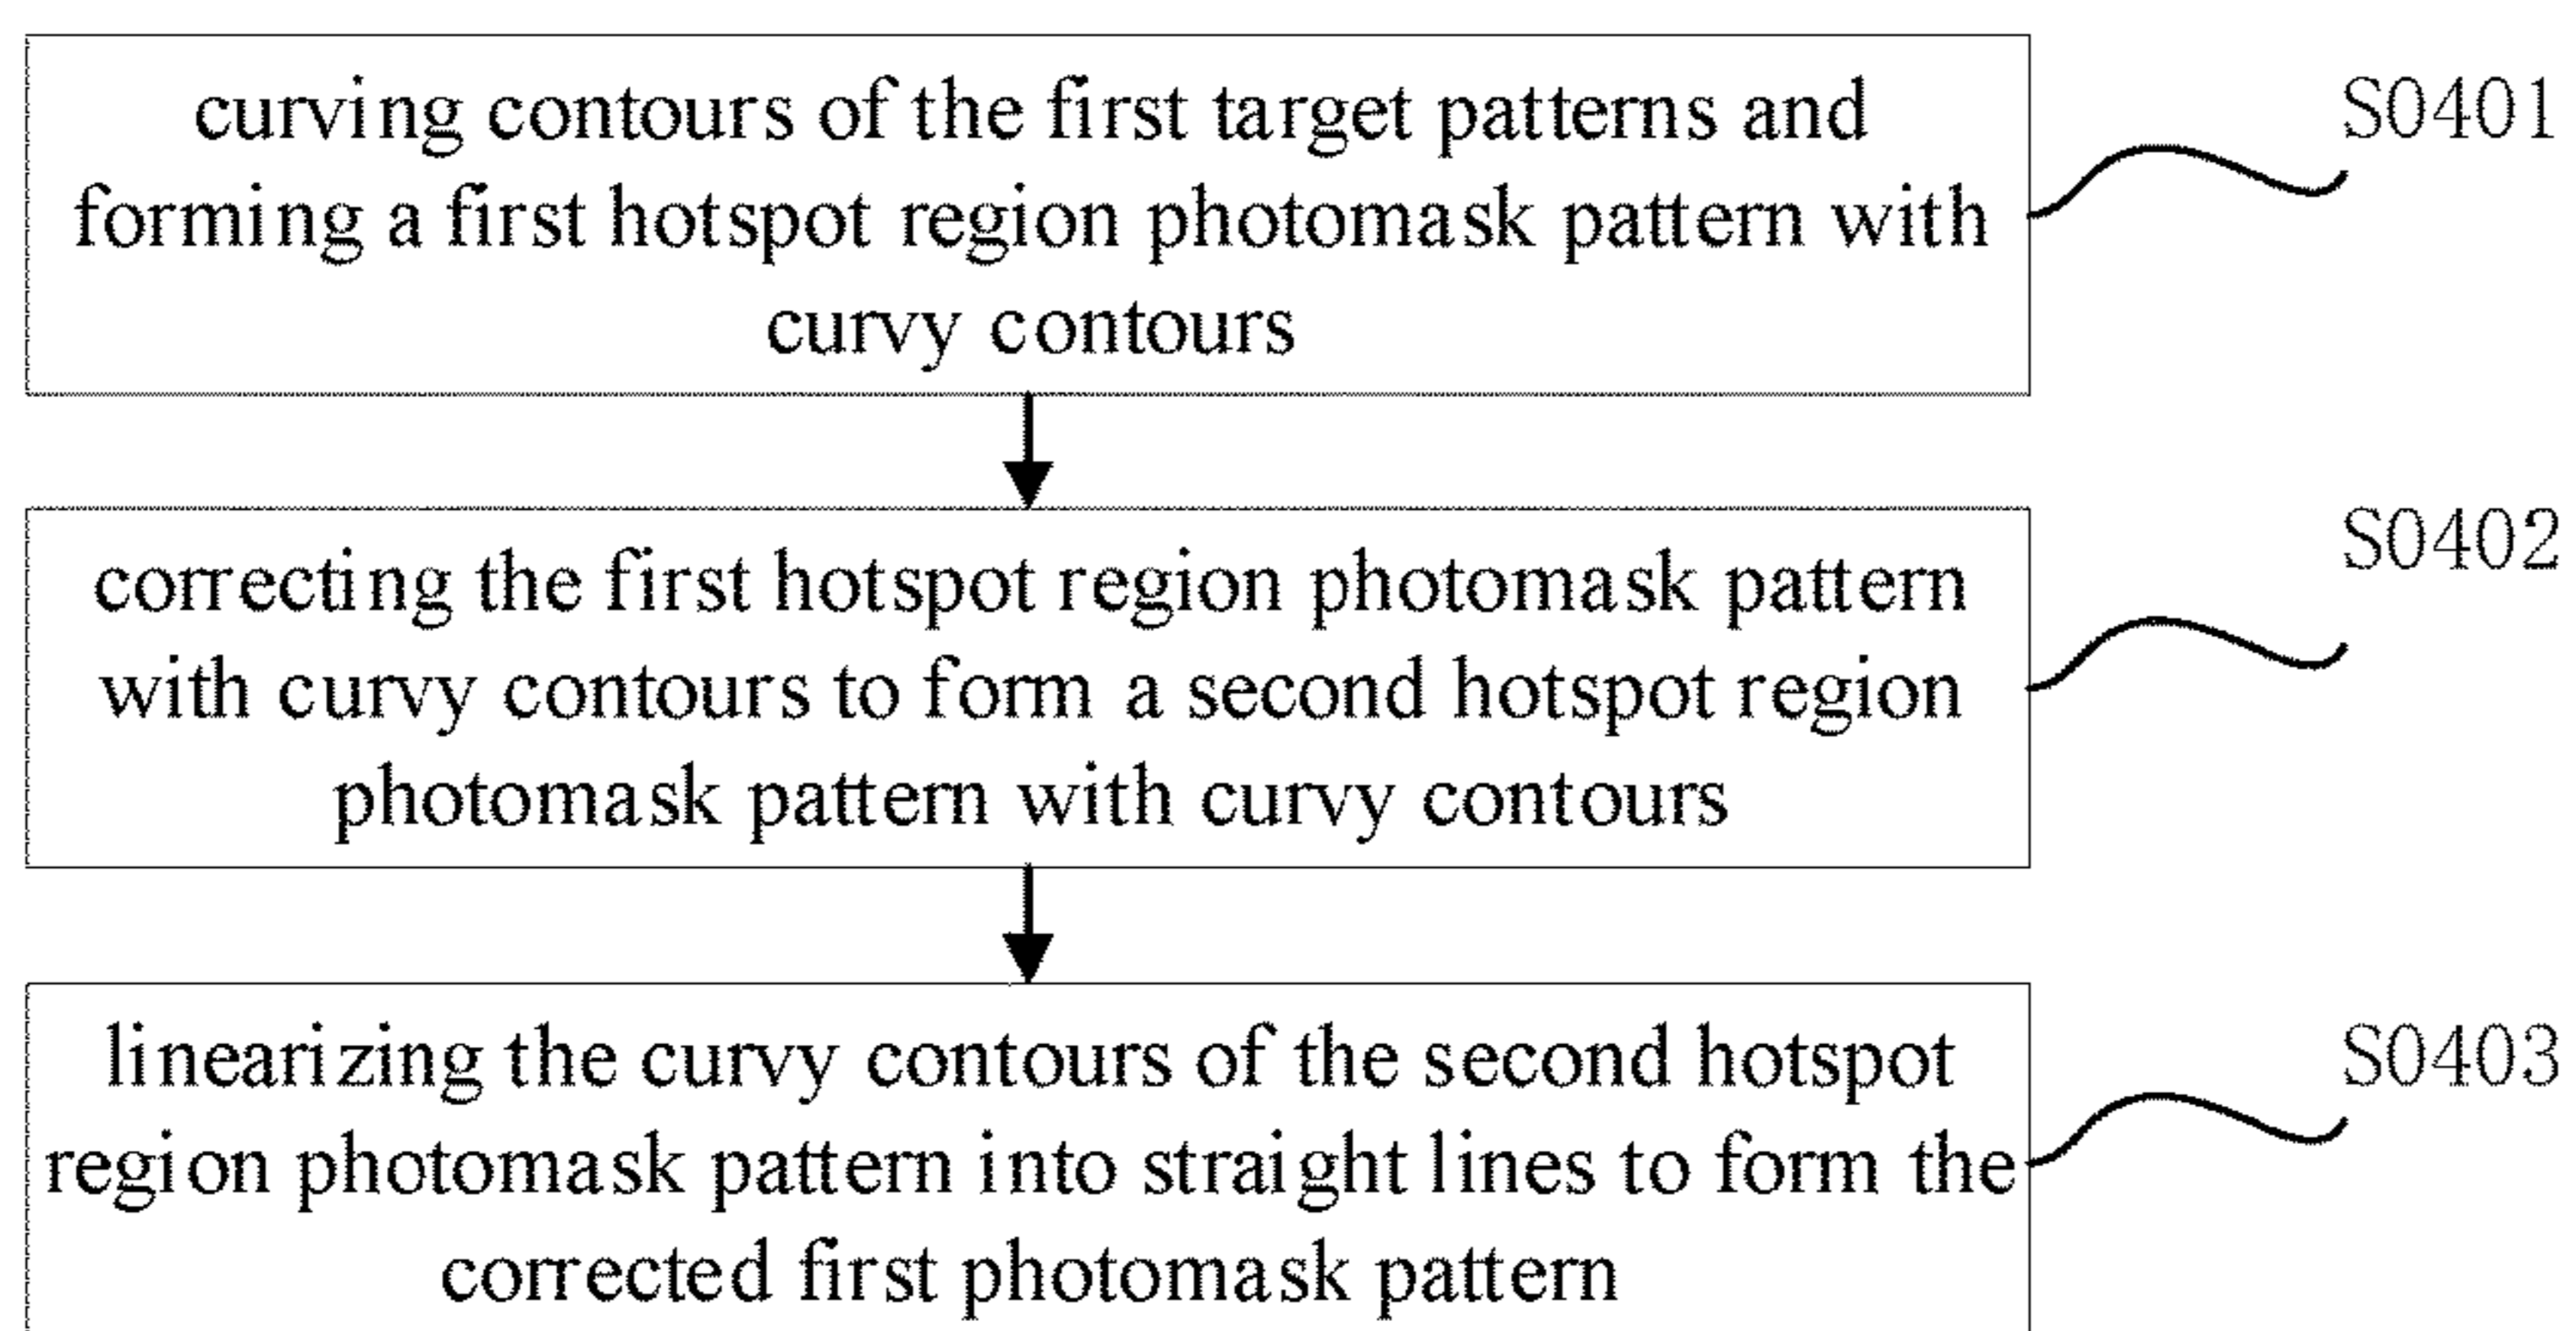 curving contours of the first target patterns and
forming a first hotspot region photomask pattern with
curvy contours
S0401
correcting the first hotspot region photomask pattern
with curvy contours to form a second hotspot region
photomask pattern with curvy contours
S0402
linearizing the curvy contours of the second hotspot
region photomask pattern into straight lines to form the
corrected first photomask pattern
S0403